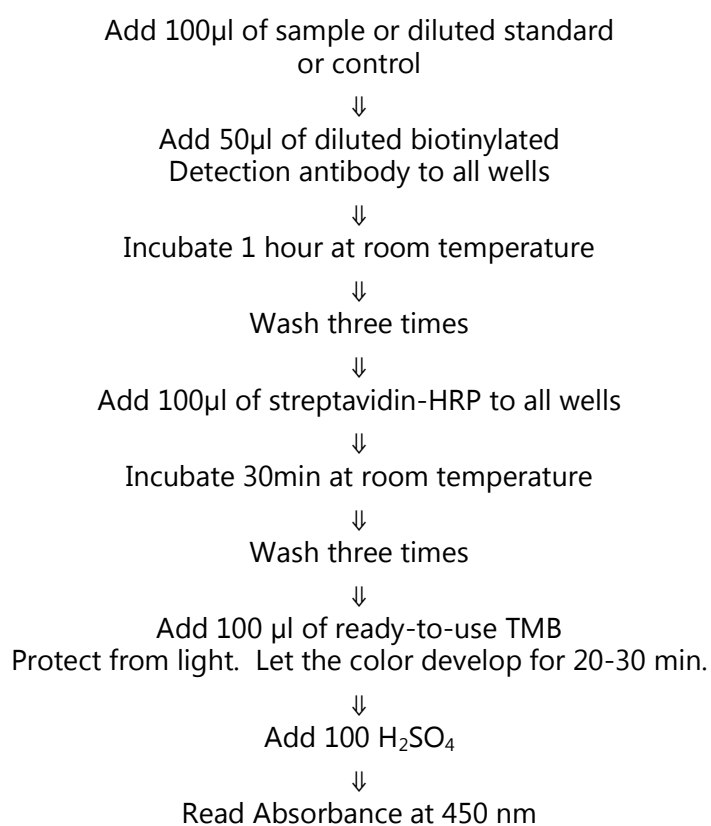 Add 100µl of sample or diluted standard
or control
⇓
Add 50µl of diluted biotinylated
Detection antibody to all wells
⇓
Incubate 1 hour at room temperature
⇓
Wash three times
⇓
Add 100µl of streptavidin-HRP to all wells
⇓
Incubate 30min at room temperature
⇓
Wash three times
⇓
Add 100 µl of ready-to-use TMB
Protect from light.  Let the color develop for 20-30 min.
⇓
Add 100 H₂SO₄
⇓
Read Absorbance at 450 nm